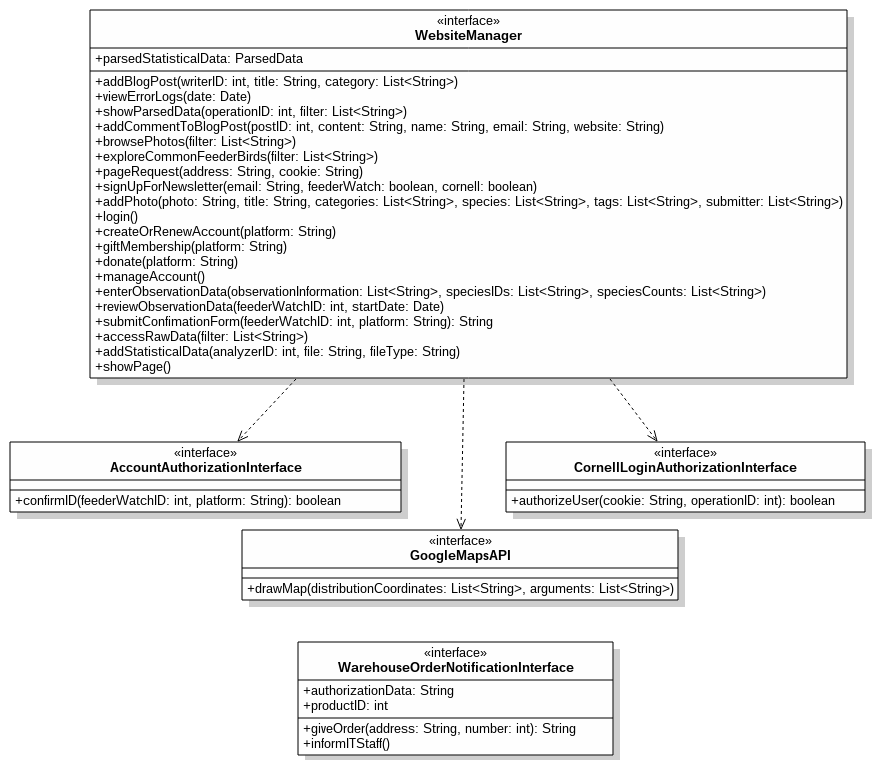 «interface»
WebsiteManager
+parsedStatisticalData: ParsedData
+addBlogPost(writerID: int, title: String, category: List<String>)
+viewErrorLogs(date: Date)
+showParsedData(operationID: int, filter: List<String>)
+addCommentToBlogPost(postID: int, content: String, name: String, email: String, website: String)
+browsePhotos(filter: List<String>)
+exploreCommonFeederBirds(filter: List<String>)
+pageRequest(address: String, cookie: String)
+signUpForNewsletter(email: String, feederWatch: boolean, cornell: boolean)
+addPhoto(photo: String, title: String, categories: List<String>, species: List<String>, tags: List<String>, submitter: List<String>)
+login()
+createOrRenewAccount(platform: String)
+giftMembership(platform: String)
+donate(platform: String)
+manageAccount()
+enterObservationData(observationInformation: List<String>, speciesIDs: List<String>, speciesCounts: List<String>)
+reviewObservationData(feederWatchID: int, startDate: Date)
+submitConfimationForm(feederWatchID: int, platform: String): String
+accessRawData(filter: List<String>)
+addStatisticalData(analyzerID: int, file: String, fileType: String)
+showPage()
«interface»
AccountAuthorizationInterface
+confirmID(feederWatchID: int, platform: String): boolean
«interface»
CornellLoginAuthorizationInterface
+authorizeUser(cookie: String, operationID: int): boolean
«interface»
GoogleMapsAPI
+drawMap(distributionCoordinates: List<String>, arguments: List<String>)
«interface»
WarehouseOrderNotificationInterface
+authorizationData: String
+productID: int
+giveOrder(address: String, number: int): String
+informITStaff()